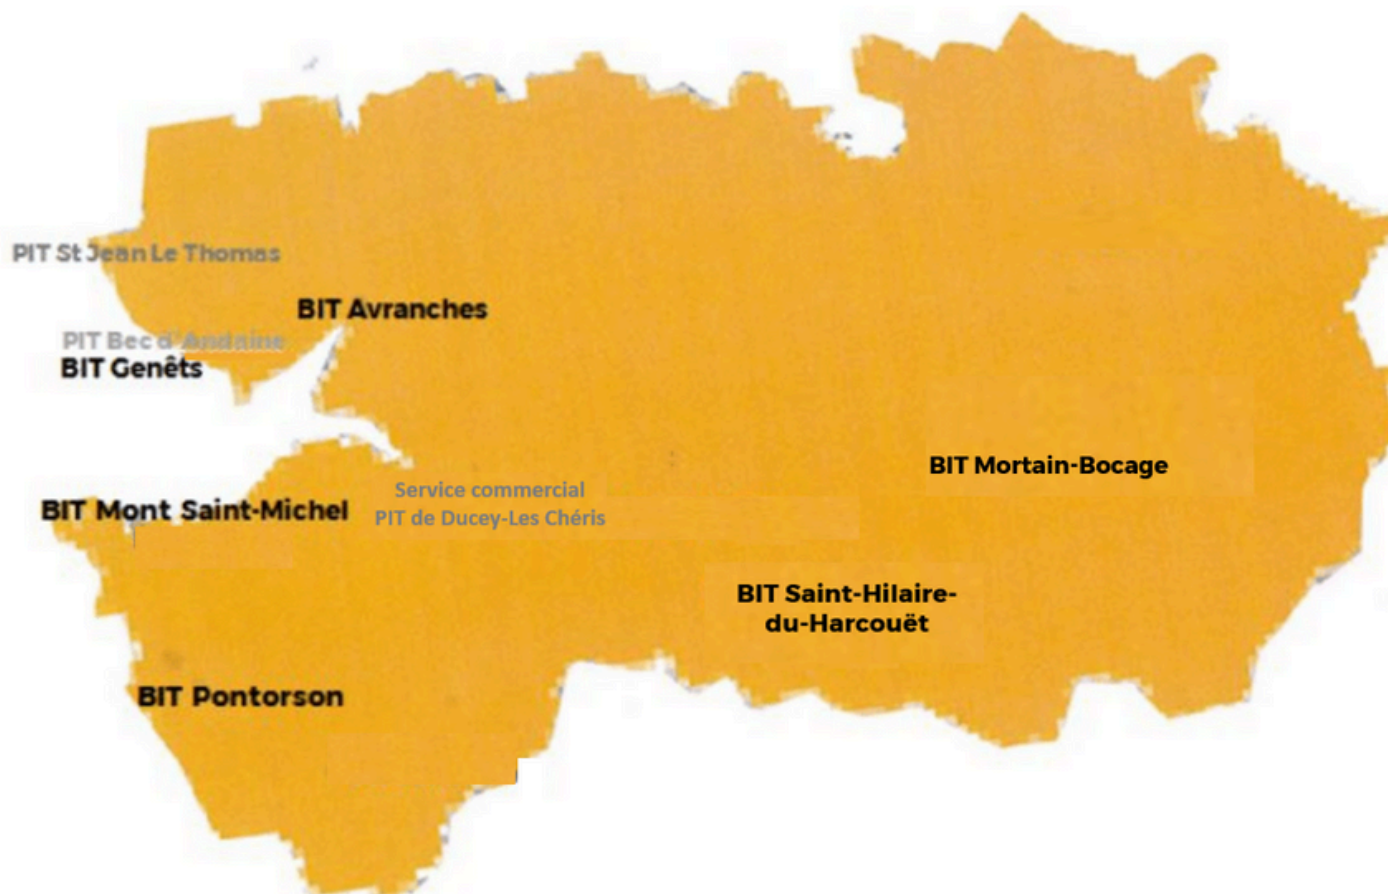 PIT St Jean Le Thomas
BIT Avranches
PIT Bec d'Andaine
BIT Genêts
BIT Mortain-Bocage
Service commercial
PIT de Ducey-Les Chéris
BIT Mont Saint-Michel
BIT Saint-Hilaire-
du-Harcouët
BIT Pontorson